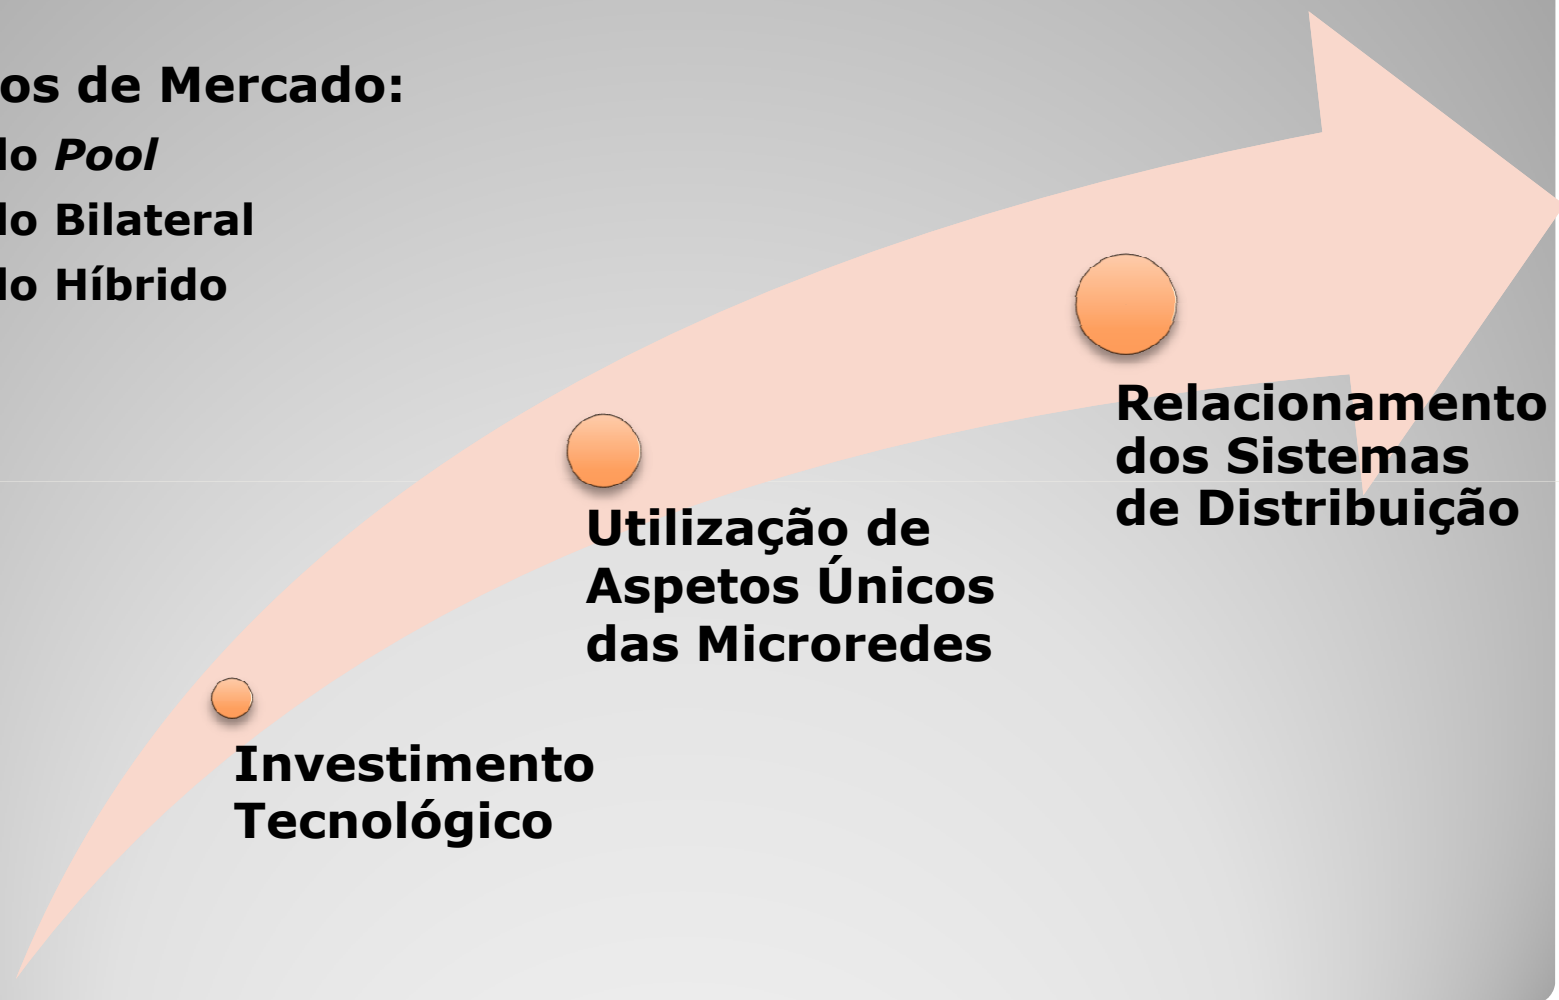 os de Mercado:
lo Pool
lo Bilateral
lo Híbrido
Relacionamento
dos Sistemas
de Distribuição
Utilização de
Aspetos Únicos
das Microredes
Investimento
Tecnológico